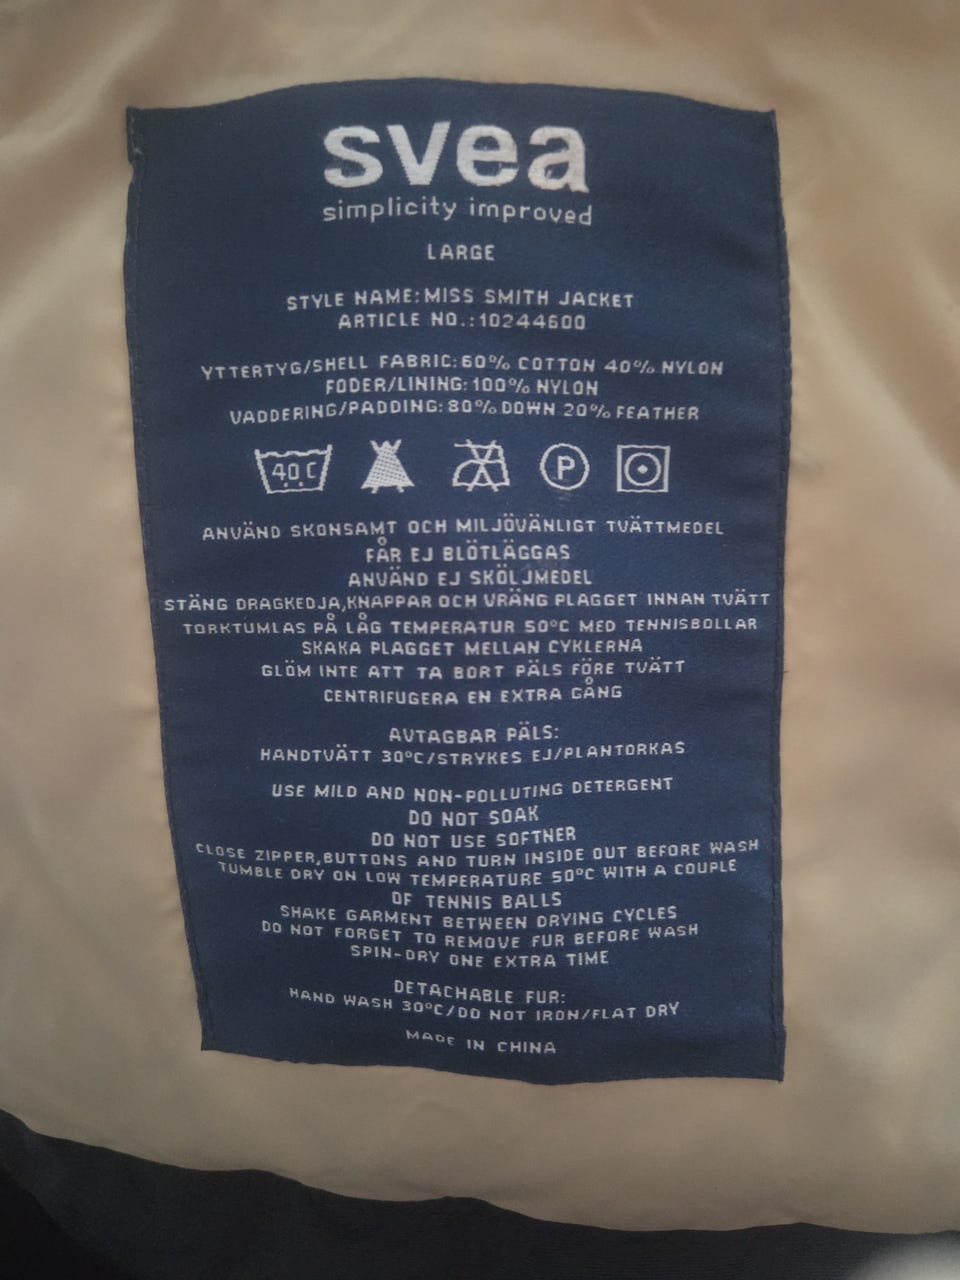 svea
simplicity improved
LARGE
STYLE NAME:MISS SMITH JACKET
ARTICLE NO.:10244600
YTTERTYG/SHELL FABRIC:60% COTTON 40% NYLON
FODER/LINING:100% NYLON
VADDERING/PADDING:80% DOWN 20% FEATHER
40 C P
ANVÄND SKONSAMT OCH MILJÖVÄNLIGT TVÄTTMEDEL
FÅR EJ BLÖTLÄGGAS
ANVÄND EJ SKÖLJMEDEL
STÄNG DRAGKEDJA,KNAPPAR OCH VRÄNG PLAGGET INNAN TVÄTT
TORKTUMLAS PÅ LÅG TEMPERATUR 50°C MED TENNISBOLLAR
SKAKA PLAGGET MELLAN CYKLERNA
GLÖM INTE ATT TA BORT PÄLS FÖRE TVÄTT
CENTRIFUGERA EN EXTRA GÅNG
AVTAGBAR PÄLS:
HANDTVÄTT 30°C/STRYKES EJ/PLANTORKAS
USE MILD AND NON-POLLUTING DETERGENT
DO NOT SOAK
DO NOT USE SOFTNER
CLOSE ZIPPER,BUTTONS AND TURN INSIDE OUT BEFORE WASH
TUMBLE DRY ON LOW TEMPERATURE 50°C WITH A COUPLE
OF TENNIS BALLS
SHAKE GARMENT BETWEEN DRYING CYCLES
DO NOT FORGET TO REMOVE FUR BEFORE WASH
SPIN-DRY ONE EXTRA TIME
DETACHABLE FUR:
HAND WASH 30°C/DO NOT IRON/FLAT DRY
MADE IN CHINA